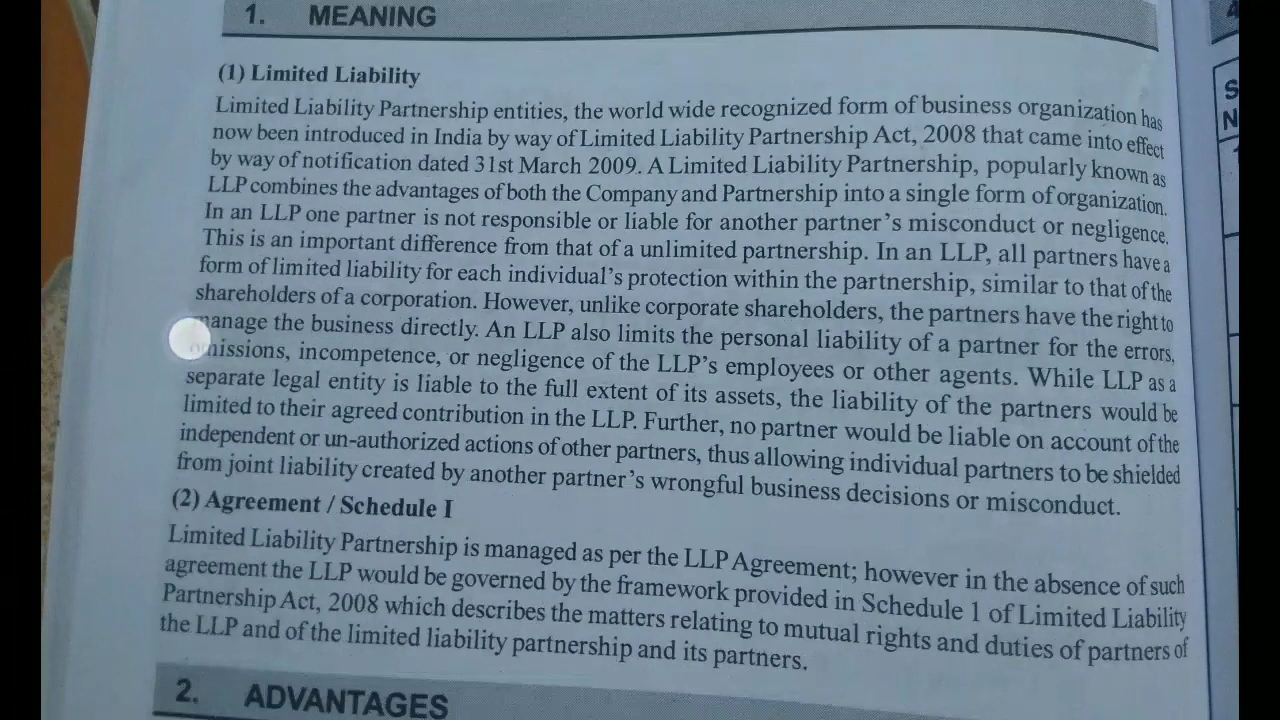 1. MEANING
(1) Limited Liability
Limited Liability Partnership entities, the world wide recognized form of business organization has
now been introduced in India by way of Limited Liability Partnership Act, 2008 that came into effect
by way of notification dated 31st March 2009. A Limited Liability Partnership, popularly known as
LLP combines the advantages of both the Company and Partnership into a single form of organization.
In an LLP one partner is not responsible or liable for another partner's misconduct or negligence.
This is an important difference from that of a unlimited partnership. In an LLP, all partners have a
form of limited liability for each individual's protection within the partnership, similar to that of the
shareholders of a corporation. However, unlike corporate shareholders, the partners have the right to
manage the business directly. An LLP also limits the personal liability of a partner for the errors,
omissions, incompetence, or negligence of the LLP's employees or other agents. While LLP as a
separate legal entity is liable to the full extent of its assets, the liability of the partners would be
limited to their agreed contribution in the LLP. Further, no partner would be liable on account of the
independent or un-authorized actions of other partners, thus allowing individual partners to be shielded
from joint liability created by another partner's wrongful business decisions or misconduct.
(2) Agreement / Schedule I
Limited Liability Partnership is managed as per the LLP Agreement; however in the absence of such
agreement the LLP would be governed by the framework provided in Schedule 1 of Limited Liability
Partnership Act, 2008 which describes the matters relating to mutual rights and duties of partners of
the LLP and of the limited liability partnership and its partners.
2. ADVANTAGES
4
S
N